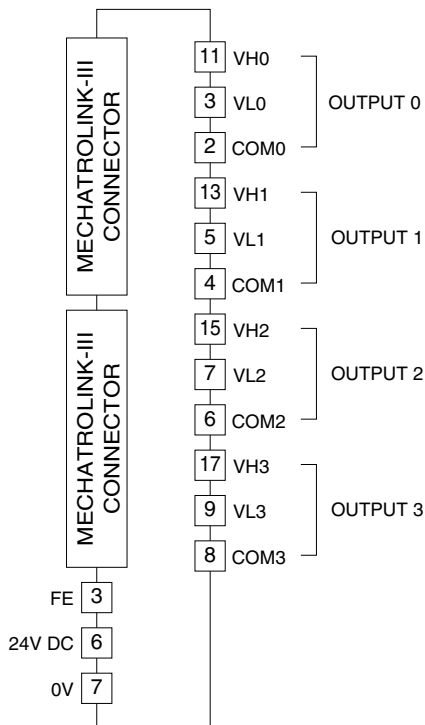 MECHATROLINK-III
CONNECTOR
MECHATROLINK-III
CONNECTOR
FE 3
24V DC 6
0V 7
11 VH0
3 VL0
2 COM0
OUTPUT 0
13 VH1
5 VL1
4 COM1
OUTPUT 1
15 VH2
7 VL2
6 COM2
OUTPUT 2
17 VH3
9 VL3
8 COM3
OUTPUT 3